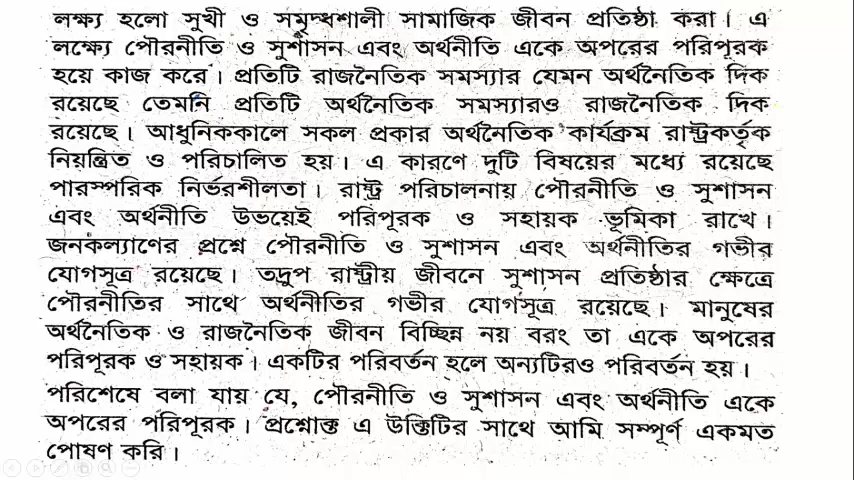 লক্ষ্য হলো সুখী ও সমৃদ্ধশালী সামাজিক জীবন প্রতিষ্ঠা করা। এ
লক্ষ্যে পৌরনীতি ও সুশাসন এবং অর্থনীতি একে অপরের পরিপূরক
হয়ে কাজ করে। প্রতিটি রাজনৈতিক সমস্যার যেমন অর্থনৈতিক দিক
রয়েছে তেমনি প্রতিটি অর্থনৈতিক সমস্যারও রাজনৈতিক দিক
রয়েছে। আধুনিককালে সকল প্রকার অর্থনৈতিক কার্যক্রম রাষ্ট্রকর্তৃক
নিয়ন্ত্রিত ও পরিচালিত হয়। এ কারণে দুটি বিষয়ের মধ্যে রয়েছে
পারস্পরিক নির্ভরশীলতা। রাষ্ট্র পরিচালনায় পৌরনীতি ও সুশাসন
এবং অর্থনীতি উভয়েই পরিপূরক ও সহায়ক ভূমিকা রাখে।
জনকল্যাণের প্রশ্নে পৌরনীতি ও সুশাসন এবং অর্থনীতির গভীর
যোগসূত্র রয়েছে। তদ্রুপ রাষ্ট্রীয় জীবনে সুশাসন প্রতিষ্ঠার ক্ষেত্রে
পৌরনীতির সাথে অর্থনীতির গভীর যোগসূত্র রয়েছে। মানুষের
অর্থনৈতিক ও রাজনৈতিক জীবন বিচ্ছিন্ন নয় বরং তা একে অপরের
পরিপূরক ও সহায়ক। একটির পরিবর্তন হলে অন্যটিরও পরিবর্তন হয়।
পরিশেষে বলা যায় যে, পৌরনীতি ও সুশাসন এবং অর্থনীতি একে
অপরের পরিপূরক। প্রশ্নোক্ত এ উক্তিটির সাথে আমি সম্পূর্ণ একমত
পোষণ করি।